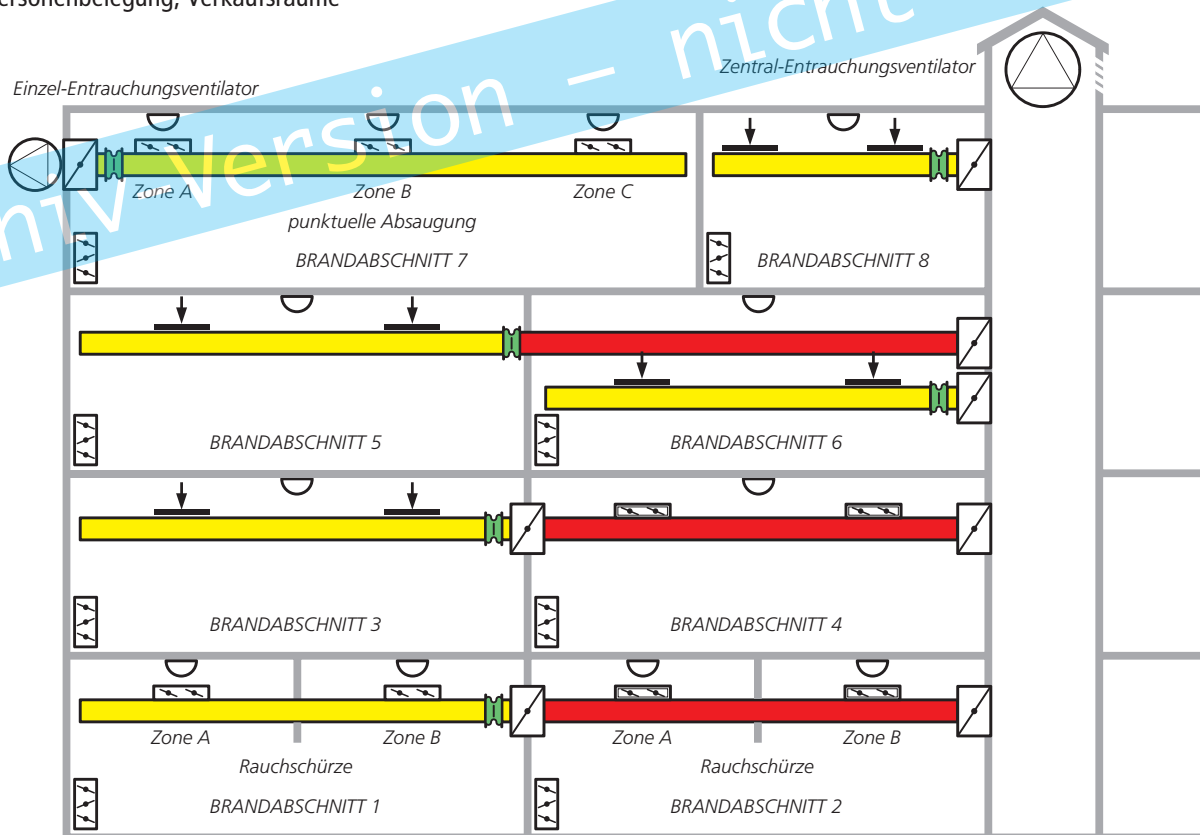 ersonenbelegung, Verkaufsräume
Zentral-Entrauchungsventilator
Einzel-Entrauchungsventilator
Zone A
Zone B
Zone C
punktuelle Absaugung
BRANDABSCHNITT 7
BRANDABSCHNITT 8
BRANDABSCHNITT 5
BRANDABSCHNITT 6
BRANDABSCHNITT 3
BRANDABSCHNITT 4
Zone A
Zone B
Zone A
Zone B
Rauchschürze
Rauchschürze
BRANDABSCHNITT 1
BRANDABSCHNITT 2
hiv-Version – nicht